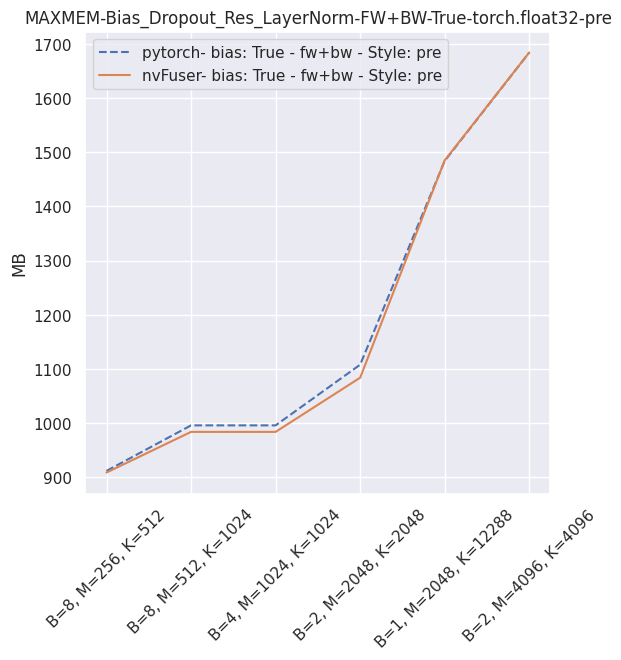 MAXMEM-Bias_Dropout_Res_LayerNorm-FW+BW-True-torch.float32-pre
pytorch- bias: True - fw+bw - Style: pre
nvFuser- bias: True - fw+bw - Style: pre
MB
1700
1600
1500
1400
1300
1200
1100
1000
900
B=8, M=256, K=512
B=8, M=512, K=1024
B=4, M=1024, K=1024
B=2, M=2048, K=2048
B=1, M=2048, K=12288
B=2, M=4096, K=4096